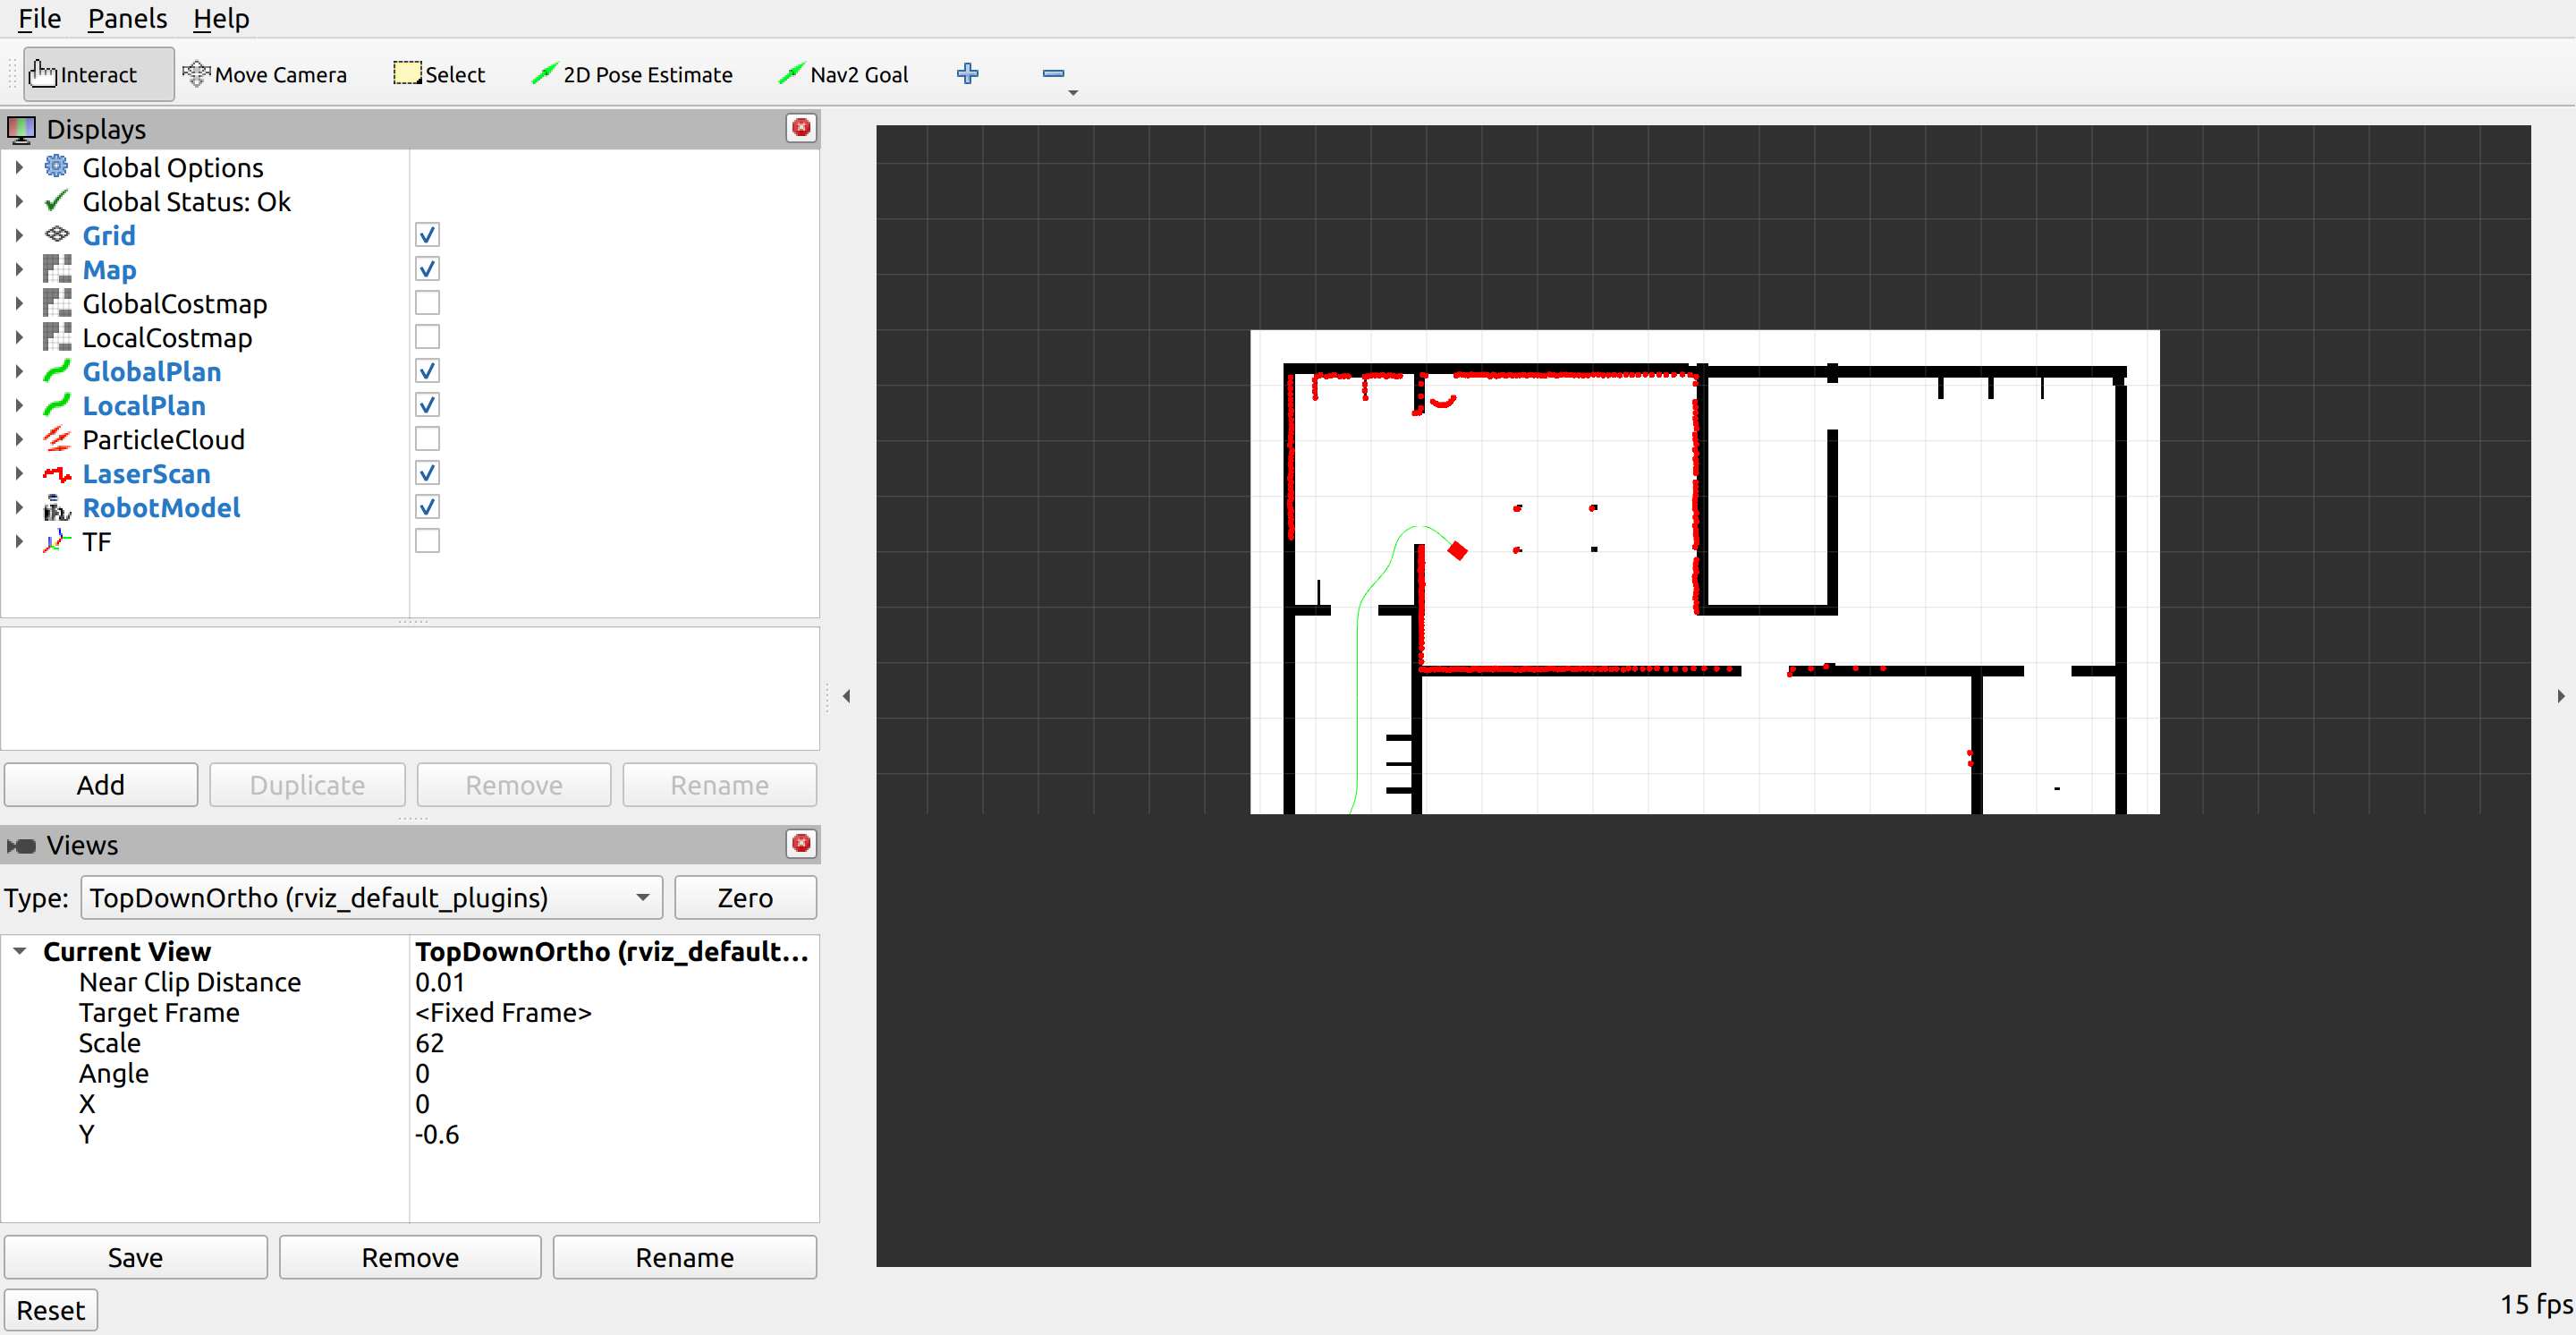 File Panels Help
Interact Move Camera Select 2D Pose Estimate Nav2 Goal
Displays
Global Options
Global Status: Ok
Grid
Map
GlobalCostmap
LocalCostmap
GlobalPlan
LocalPlan
ParticleCloud
LaserScan
RobotModel
TF
Add Duplicate Remove Rename
Views
Type: TopDownOrtho (rviz_default_plugins) Zero
Current View TopDownOrtho (rviz_default...
Near Clip Distance 0.01
Target Frame <Fixed Frame>
Scale 62
Angle 0
X 0
Y -0.6
Save Remove Rename
Reset
15 fps